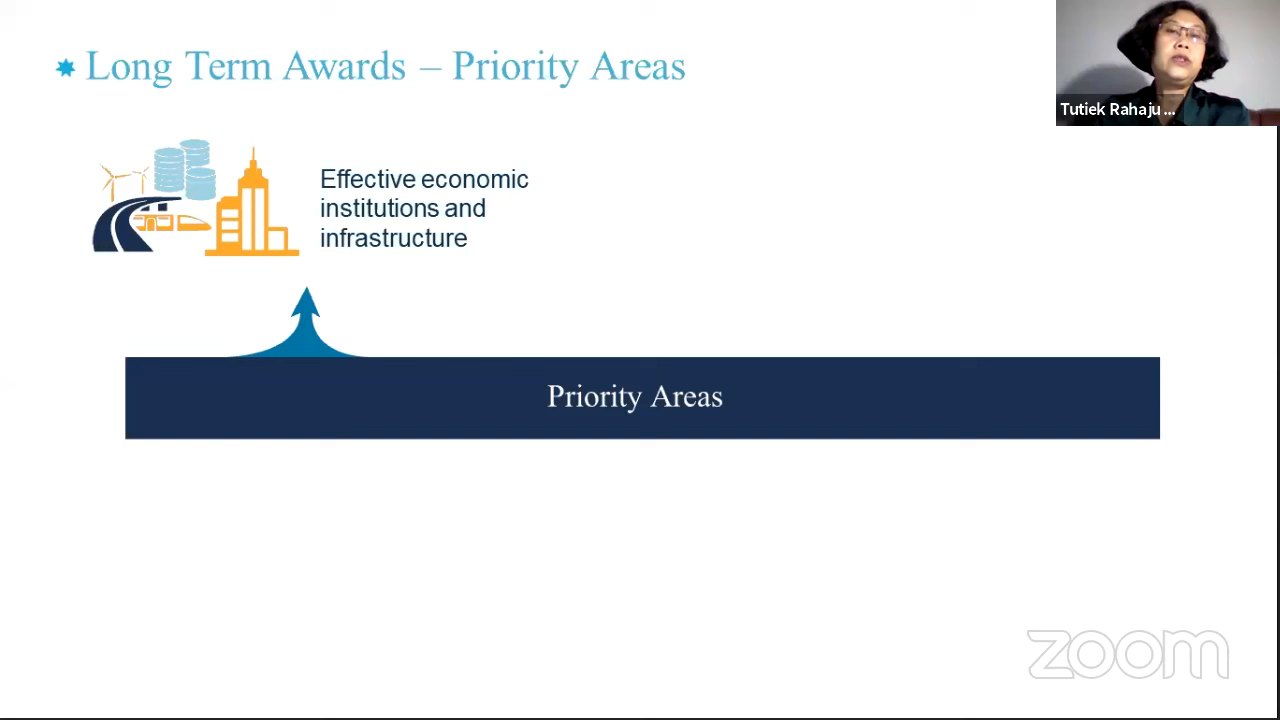 Long Term Awards – Priority Areas
Tutiek Rahaju ...
Effective economic
institutions and
infrastructure
Priority Areas
zoom